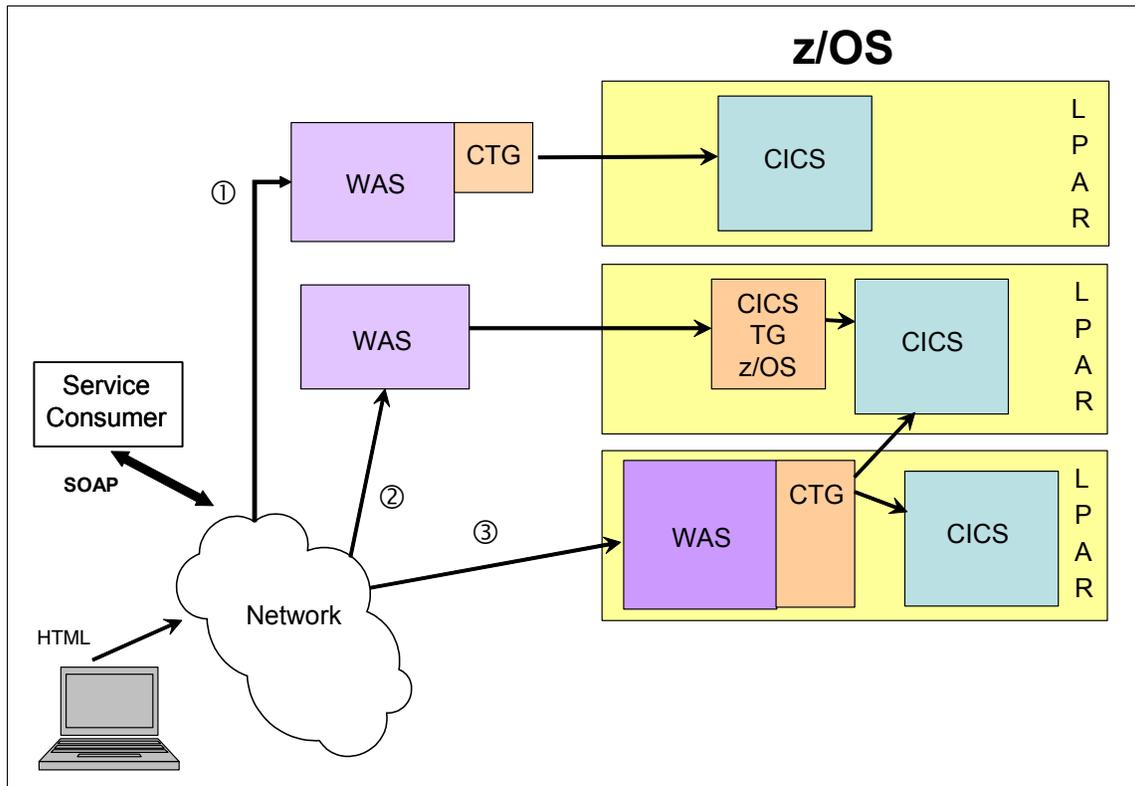 z/OS
WAS
CTG
CICS
L
P
A
R
①
WAS
CICS
TG
z/OS
CICS
L
P
A
R
Service
Consumer
SOAP
②
③
WAS
CTG
CICS
L
P
A
R
Network
HTML